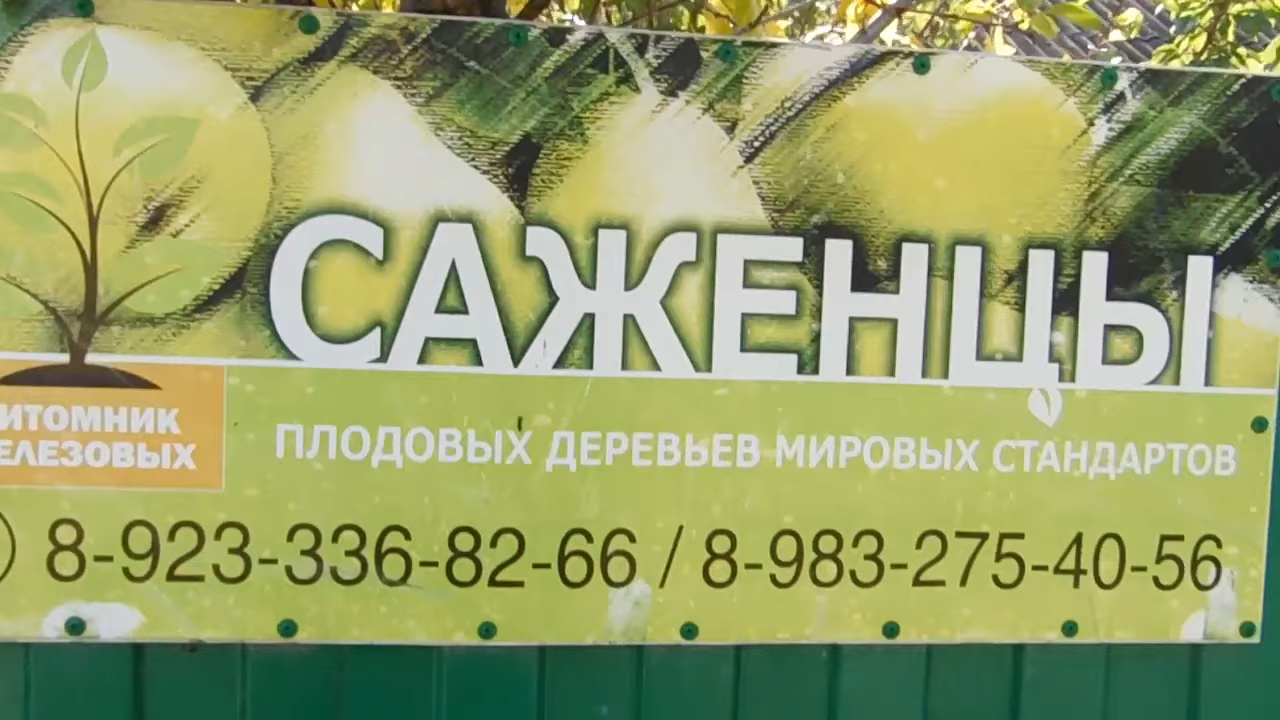 САЖЕНЦЫ
ПЛОДОВЫХ ДЕРЕВЬЕВ МИРОВЫХ СТАНДАРТОВ
ИТОМНИК
ЕЛЕЗОВЫХ
8-923-336-82-66 / 8-983-275-40-56